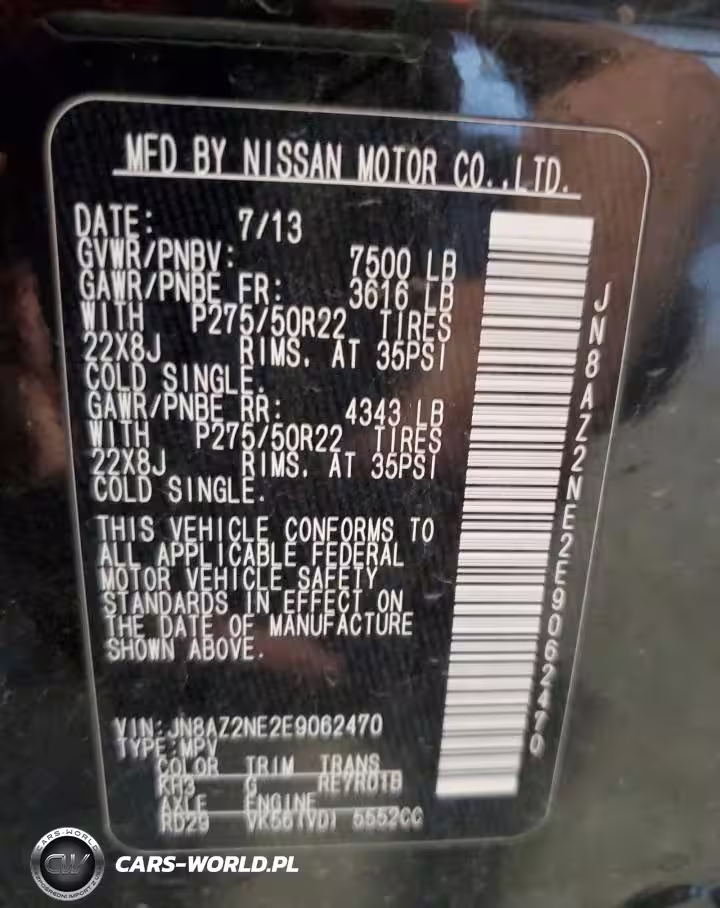 MFD BY NISSAN MOTOR CO.,LTD.
DATE: 7/13
GVWR/PNBV: 7500 LB
GAWR/PNBE FR: 3616 LB
WITH P275/50R22 TIRES
22X8J RIMS. AT 35PSI
COLD SINGLE.
GAWR/PNBE RR: 4343 LB
WITH P275/50R22 TIRES
22X8J RIMS. AT 35PSI
COLD SINGLE.
THIS VEHICLE CONFORMS TO
ALL APPLICABLE FEDERAL
MOTOR VEHICLE SAFETY
STANDARDS IN EFFECT ON
THE DATE OF MANUFACTURE
SHOWN ABOVE.
VIN:JN8AZ2NE2E9062470
TYPE:MPV
COLOR TRIM TRANS
KH3 G RE7R01B
AXLE ENGINE
RD29 VK56(VD) 5552CC
JN8AZ2NE2E9062470
CARS-WORLD
CW
CARS-WORLD.PL